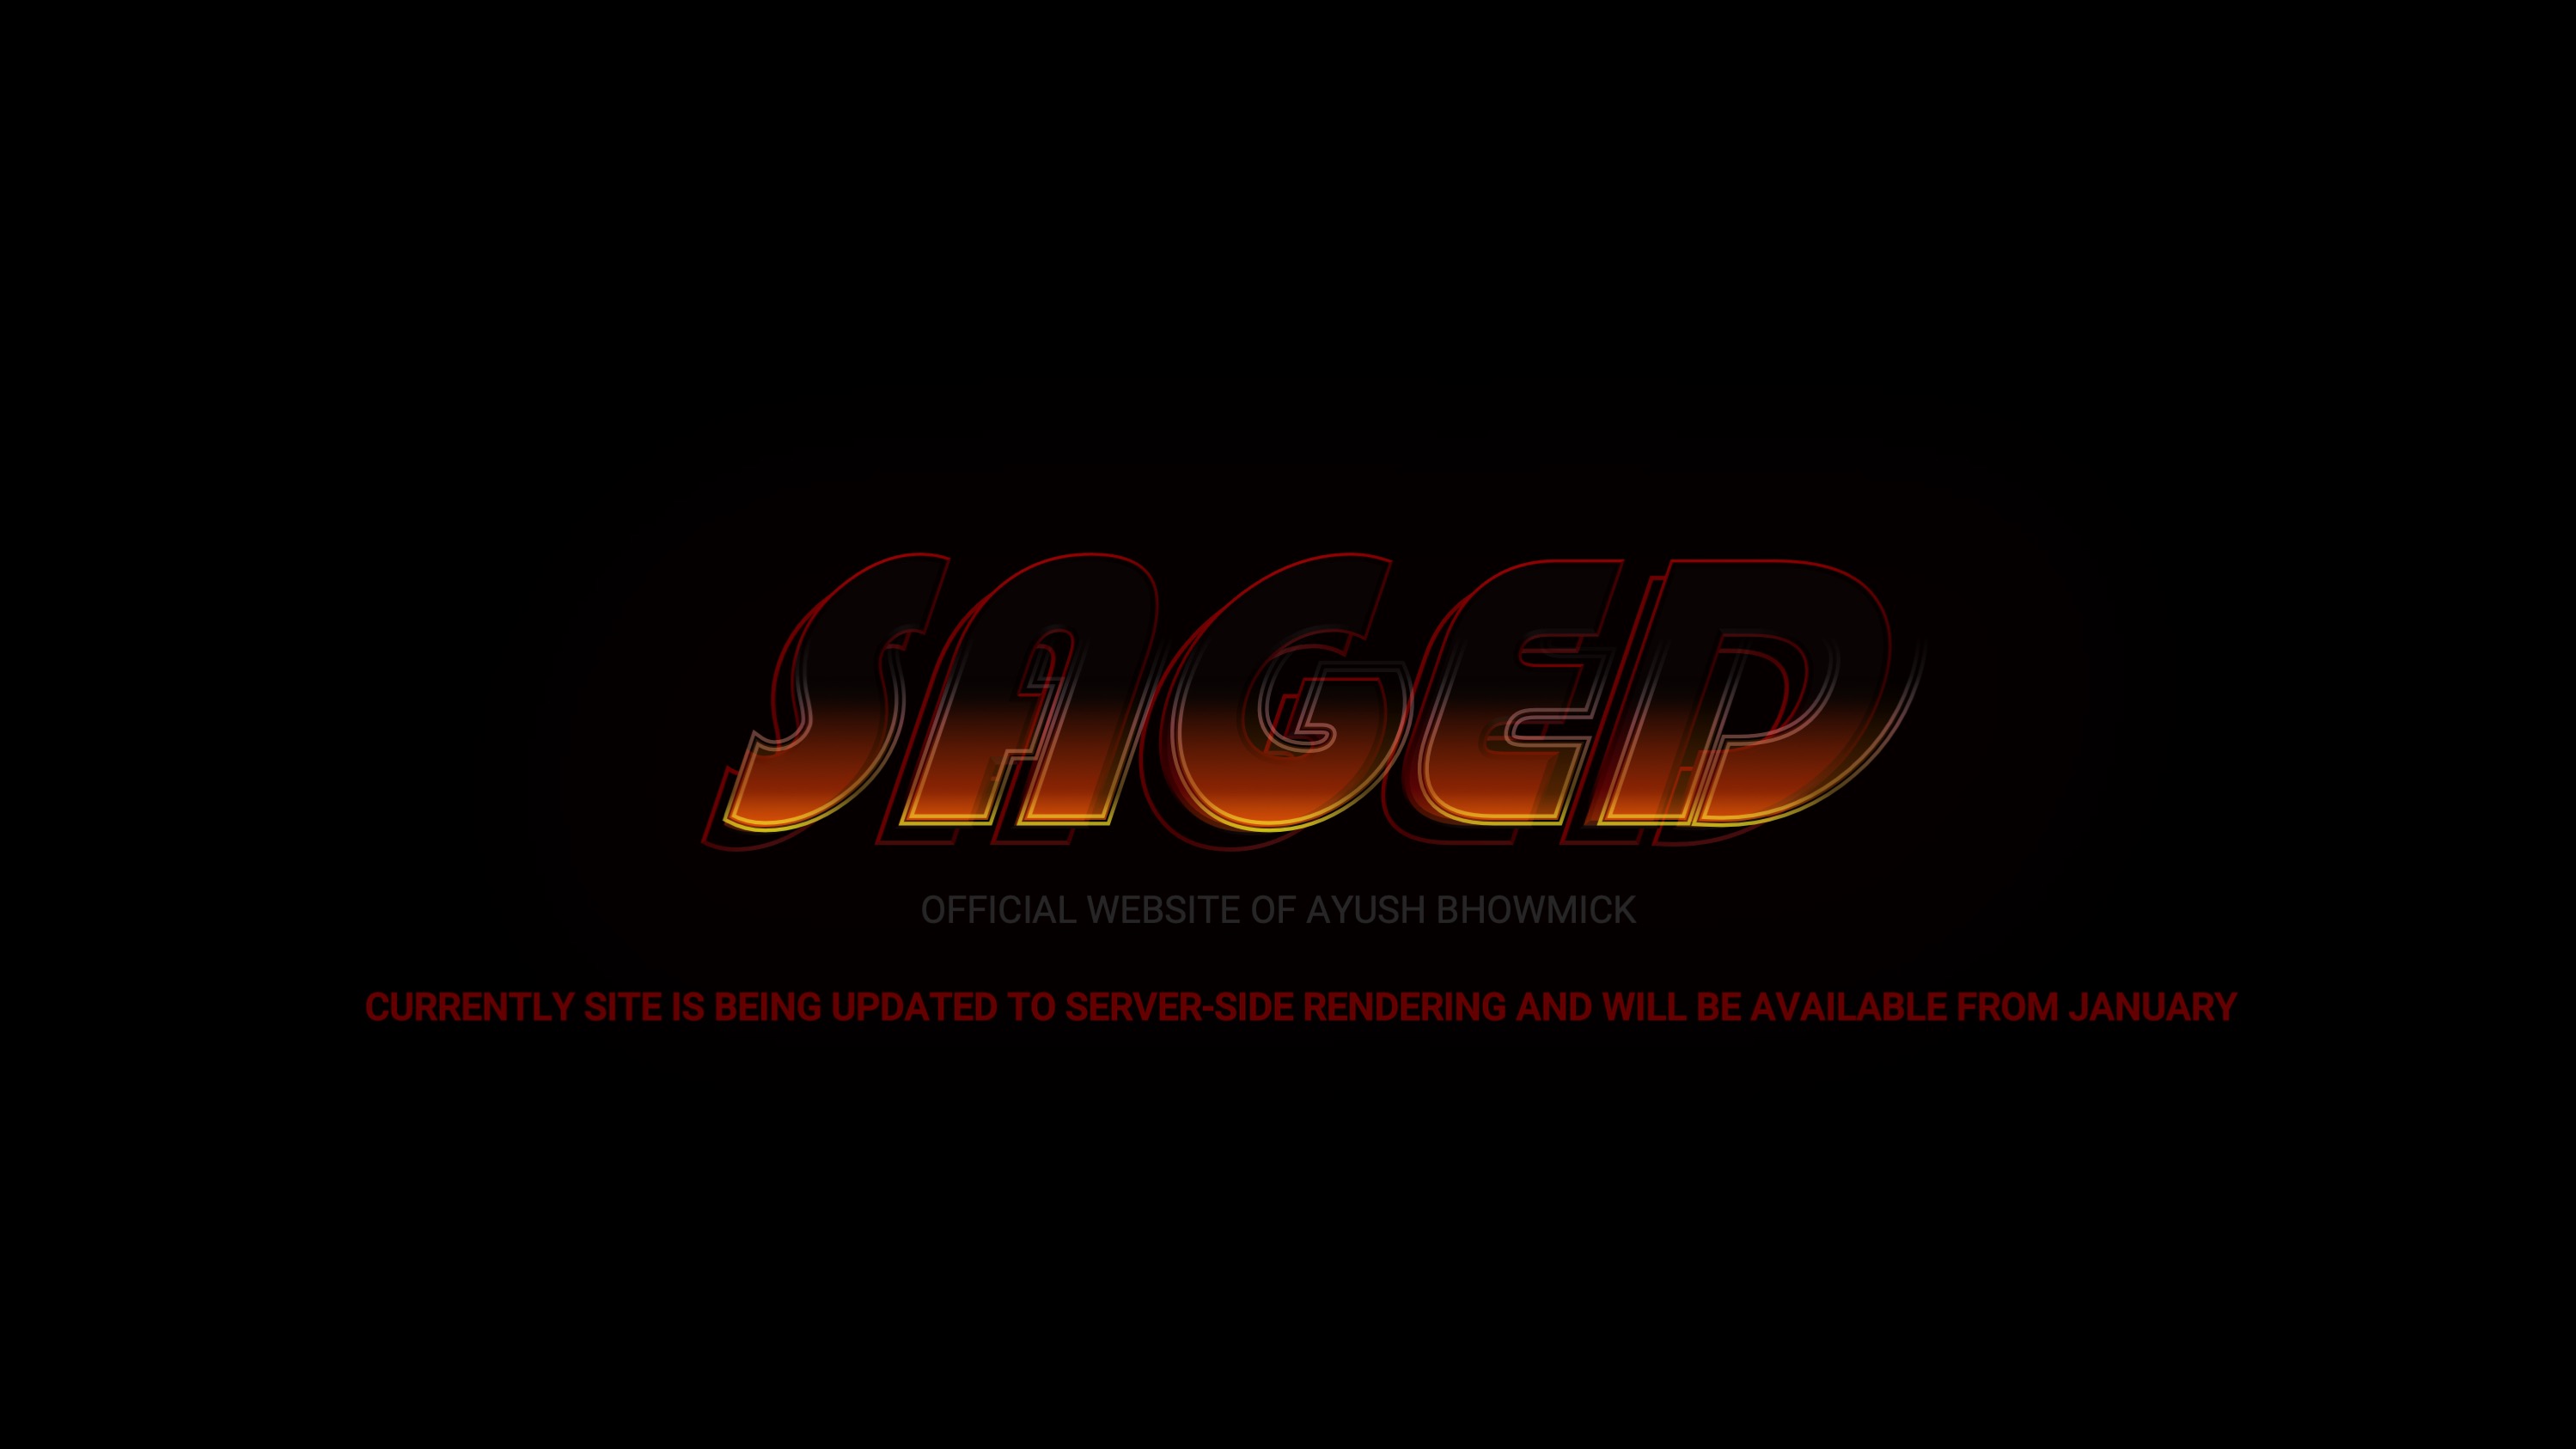 SAGED
OFFICIAL WEBSITE OF AYUSH BHOWMICK
CURRENTLY SITE IS BEING UPDATED TO SERVER-SIDE RENDERING AND WILL BE AVAILABLE FROM JANUARY